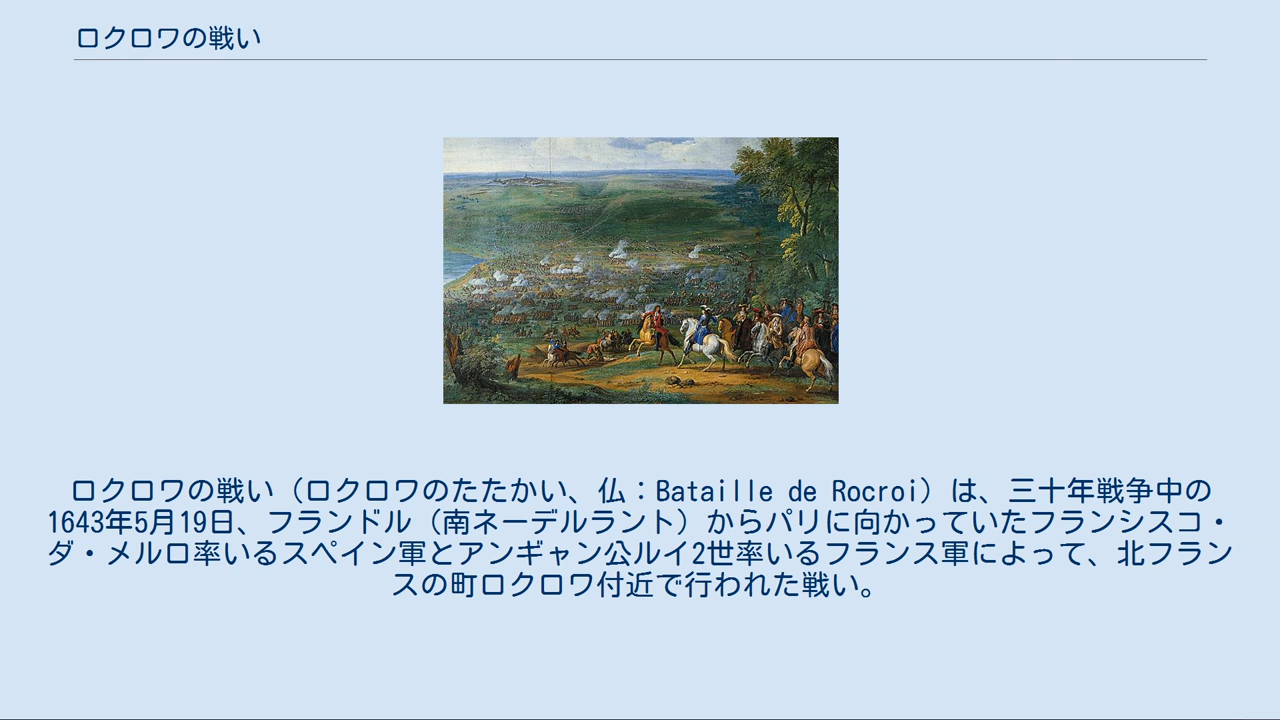 ロクロワの戦い
ロクロワの戦い（ロクロワのたたかい、仏：Bataille de Rocroi）は、三十年戦争中の
1643年5月19日、フランドル（南ネーデルラント）からパリに向かっていたフランシスコ・
ダ・メルロ率いるスペイン軍とアンギャン公ルイ2世率いるフランス軍によって、北フラン
スの町ロクロワ付近で行われた戦い。